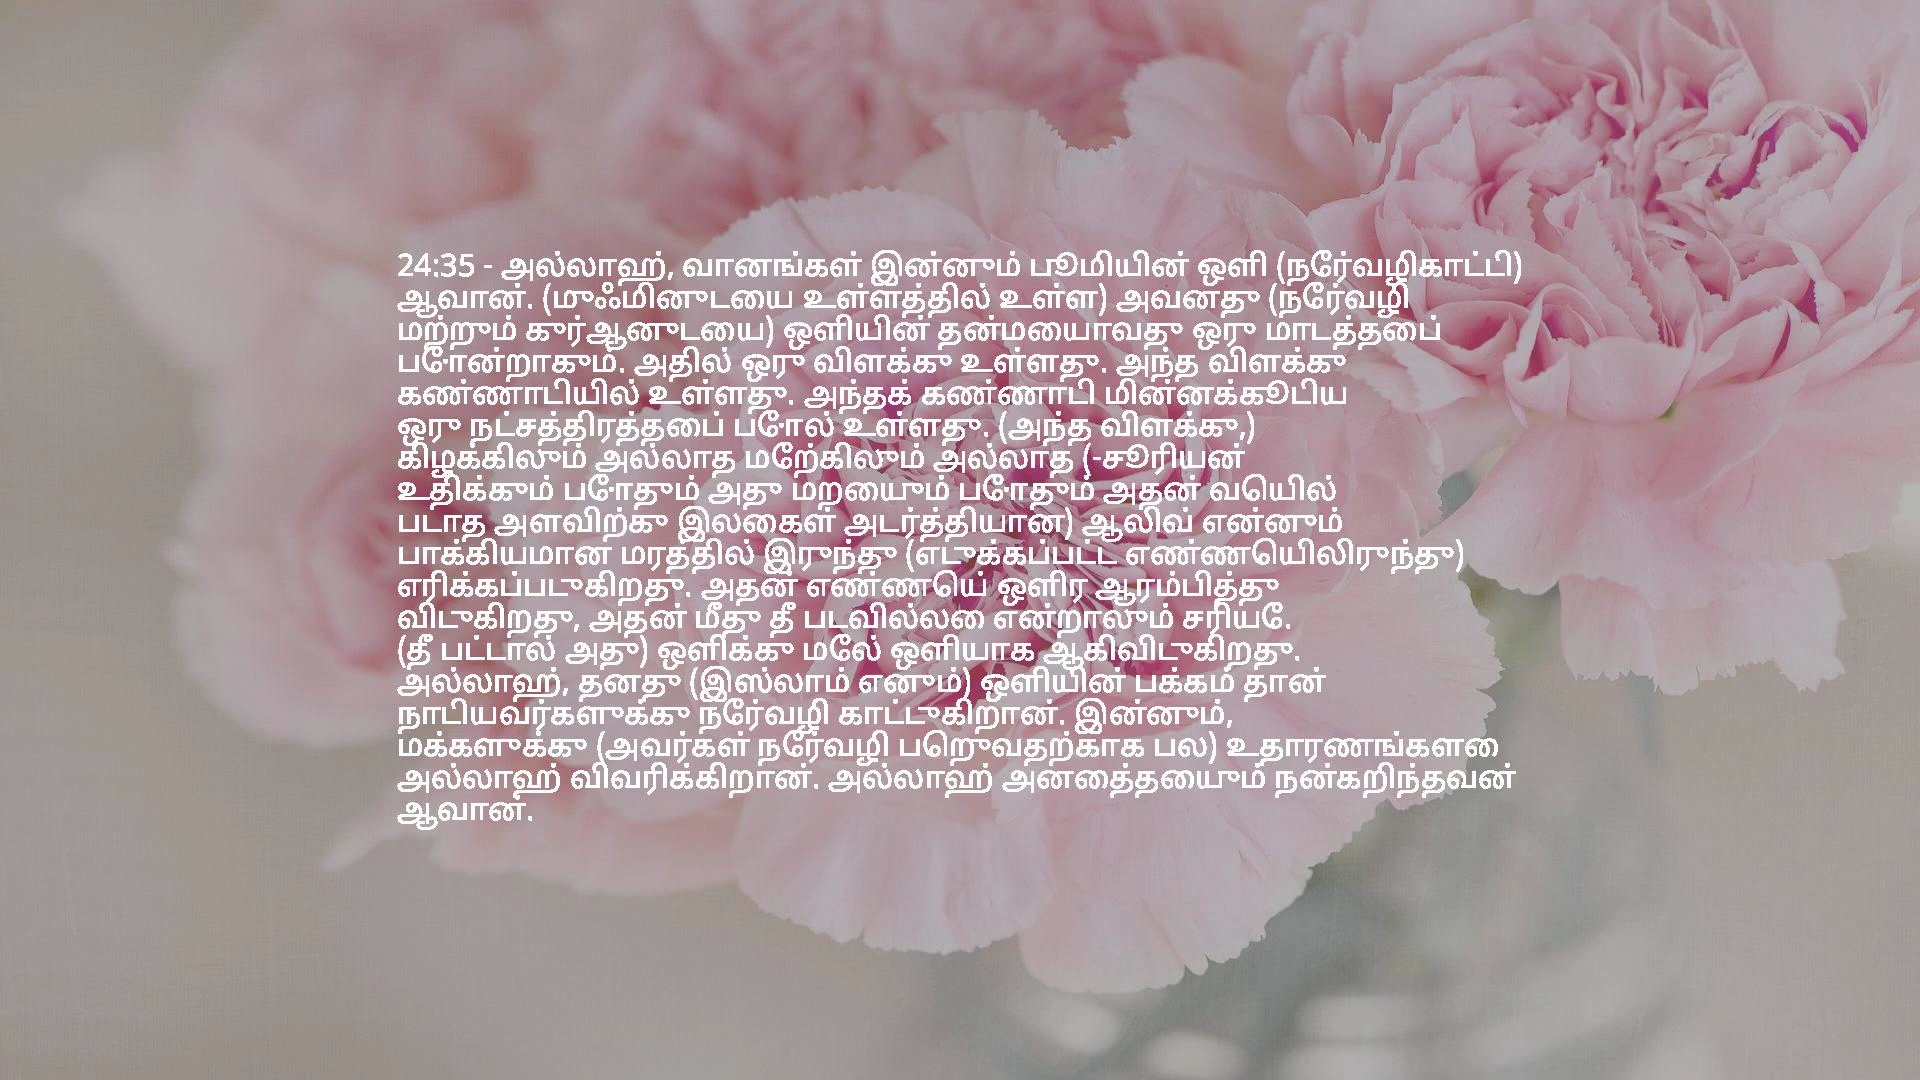 24:35 - அல்லாஹ், வானங்கள் இன்னும் பூமியின் ஒளி (நேர்வழிகாட்டி)
ஆவான். (முஃமினுடைய உள்ளத்தில் உள்ள) அவனது (நேர்வழி
மற்றும் குர்ஆனுடைய) ஒளியின் தன்மையாவது ஒரு மாடத்தைப்
போன்றாகும். அதில் ஒரு விளக்கு உள்ளது. அந்த விளக்கு
கண்ணாடியில் உள்ளது. அந்தக் கண்ணாடி மின்னக்கூடிய
ஒரு நட்சத்திரத்தைப் போல் உள்ளது. (அந்த விளக்கு,)
கிழக்கிலும் அல்லாத மேற்கிலும் அல்லாத (-சூரியன்
உதிக்கும் போதும் அது மறையும் போதும் அதன் வெயில்
படாத அளவிற்கு இலைகள் அடர்த்தியான) ஆலிவ் என்னும்
பாக்கியமான மரத்தில் இருந்து (எடுக்கப்பட்ட எண்ணெயிலிருந்து)
எரிக்கப்படுகிறது. அதன் எண்ணெய் ஒளிர ஆரம்பித்து
விடுகிறது, அதன் மீது தீ படவில்லை என்றாலும் சரியே.
(தீ பட்டால் அது) ஒளிக்கு மேல் ஒளியாக ஆகிவிடுகிறது.
அல்லாஹ், தனது (இஸ்லாம் எனும்) ஒளியின் பக்கம் தான்
நாடியவர்களுக்கு நேர்வழி காட்டுகிறான். இன்னும்,
மக்களுக்கு (அவர்கள் நேர்வழி பெறுவதற்காக பல) உதாரணங்களை
அல்லாஹ் விவரிக்கிறான். அல்லாஹ் அனைத்தையும் நன்கறிந்தவன்
ஆவான்.